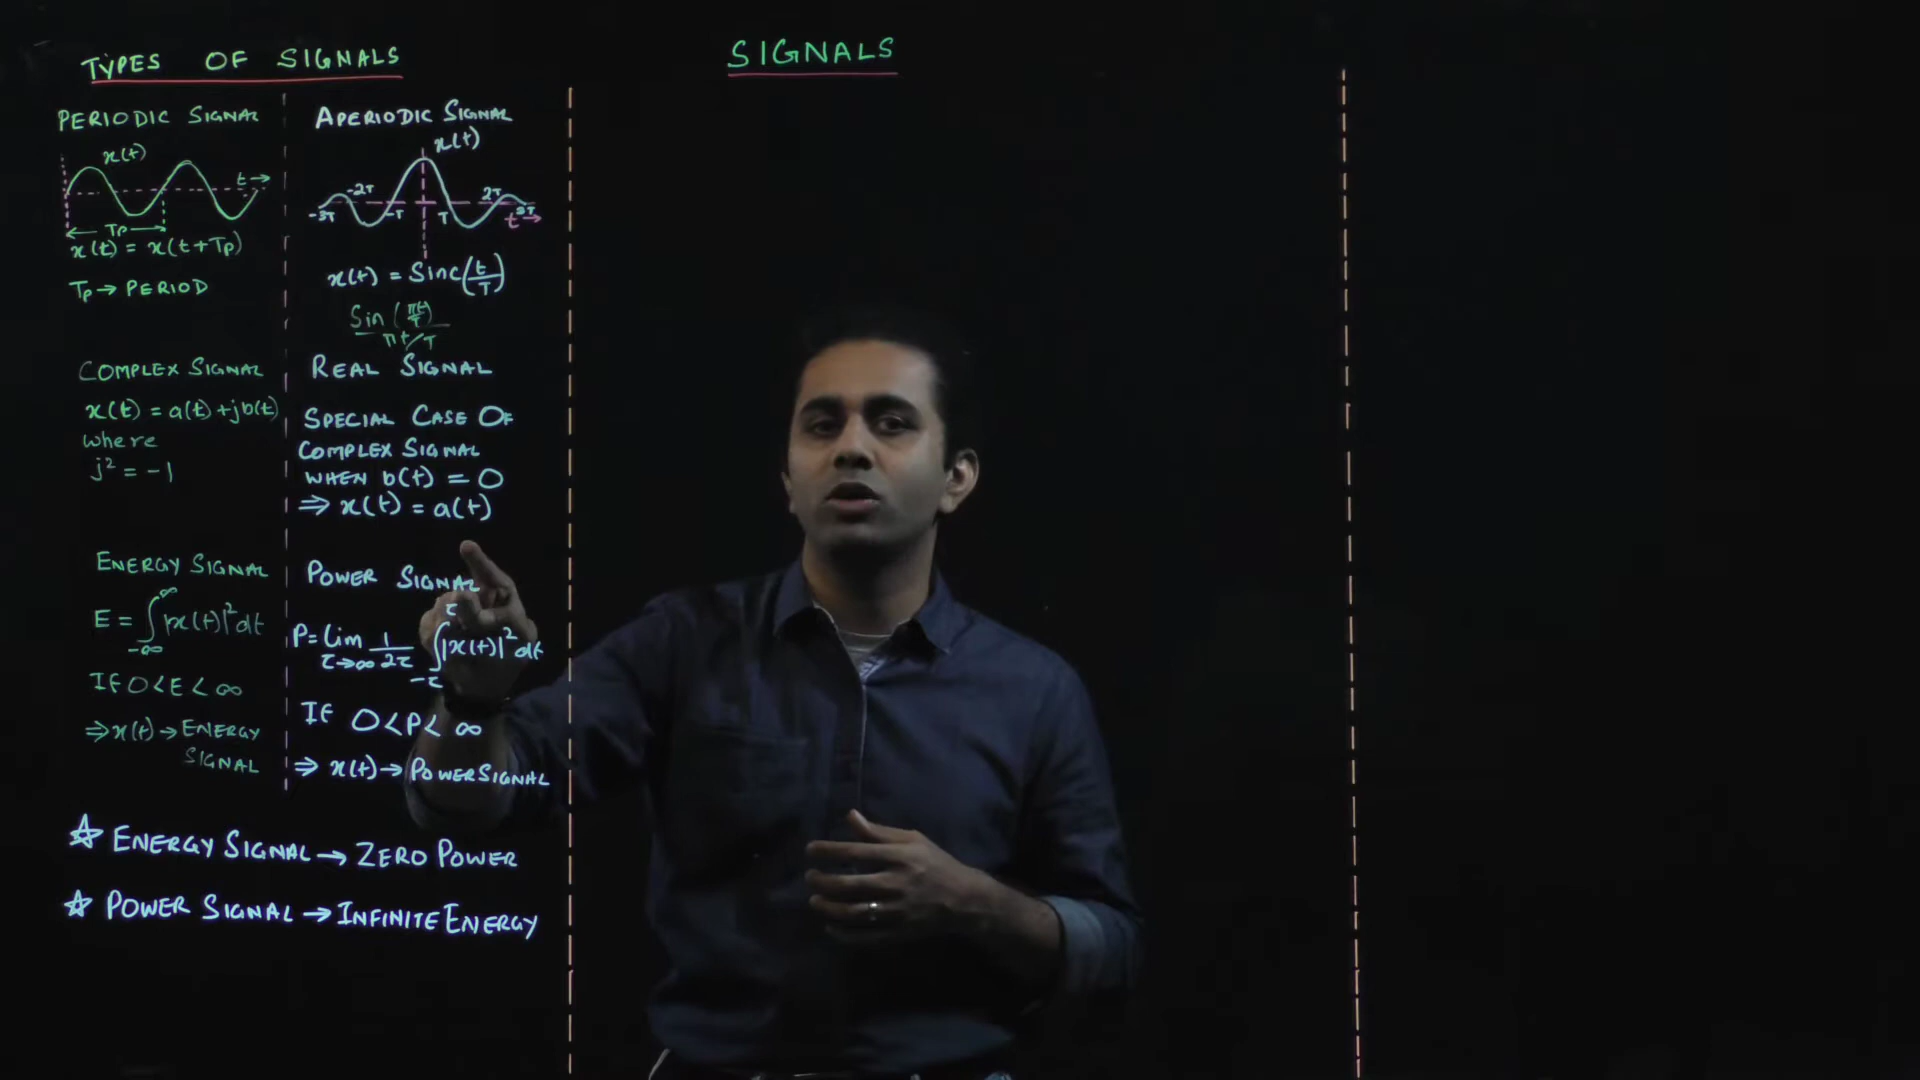 TYPES OF SIGNALS
SIGNALS
PERIODIC SIGNAL
x(t)
t→
Tp
x(t) = x(t+Tp)
Tp → PERIOD
APERIODIC SIGNAL
x(t)
-3T -2T -T T 2T 3T
t→
x(t) = Sinc(t/T)
Sin(πt/T)
πt/T
COMPLEX SIGNAL
x(t) = a(t)+jb(t)
where
j² = -1
REAL SIGNAL
SPECIAL CASE OF
COMPLEX SIGNAL
WHEN b(t) = 0
⇒ x(t) = a(t)
ENERGY SIGNAL
E = ∫_{-∞}^{∞} |x(t)|² dt
IF 0<E<∞
⇒ x(t) → ENERGY
SIGNAL
POWER SIGNAL
P = Lim_{τ→∞} 1/2τ ∫_{-τ}^{τ} |x(t)|² dt
IF 0<P<∞
⇒ x(t) → POWER SIGNAL
☆ ENERGY SIGNAL → ZERO POWER
☆ POWER SIGNAL → INFINITE ENERGY